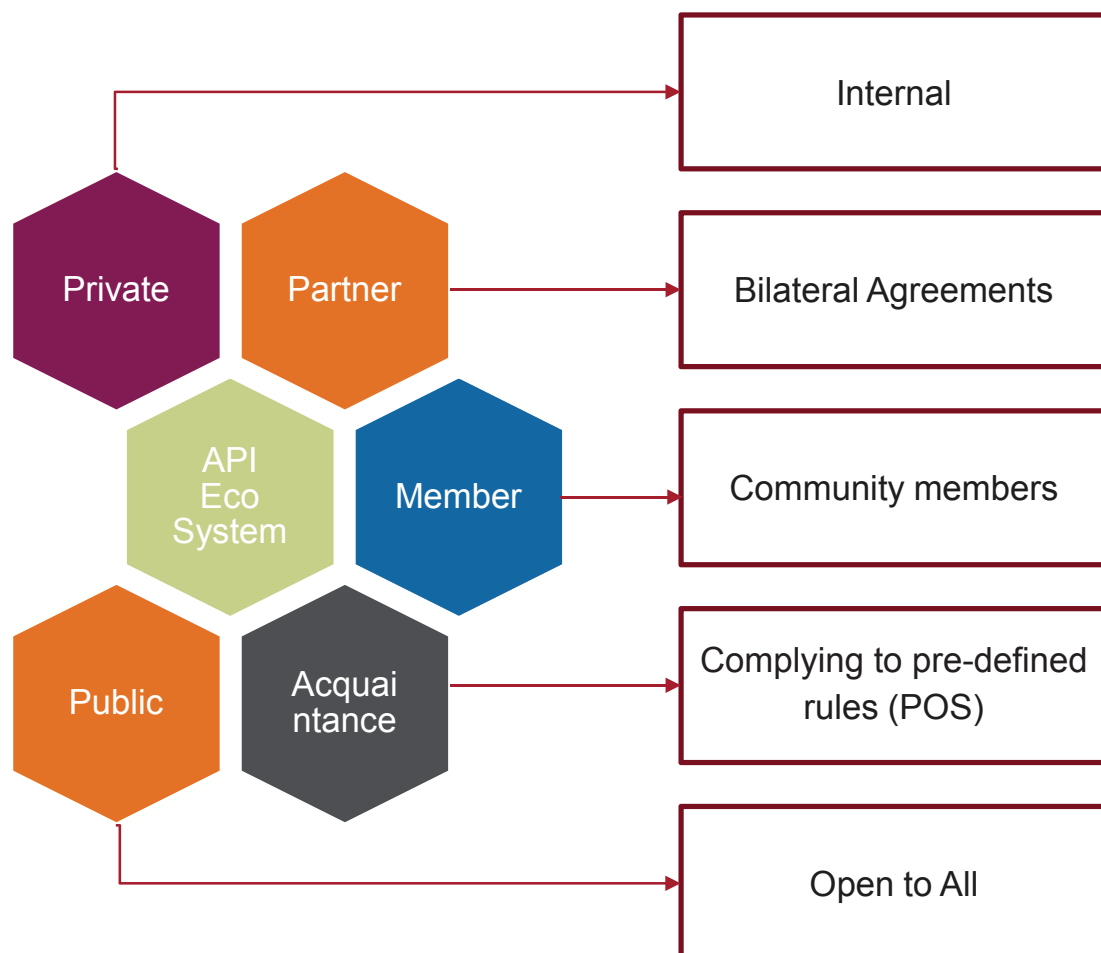 Internal
Private
Partner
Bilateral Agreements
API
Eco
System
Member
Community members
Public
Acquai
ntance
Complying to pre-defined
rules (POS)
Open to All